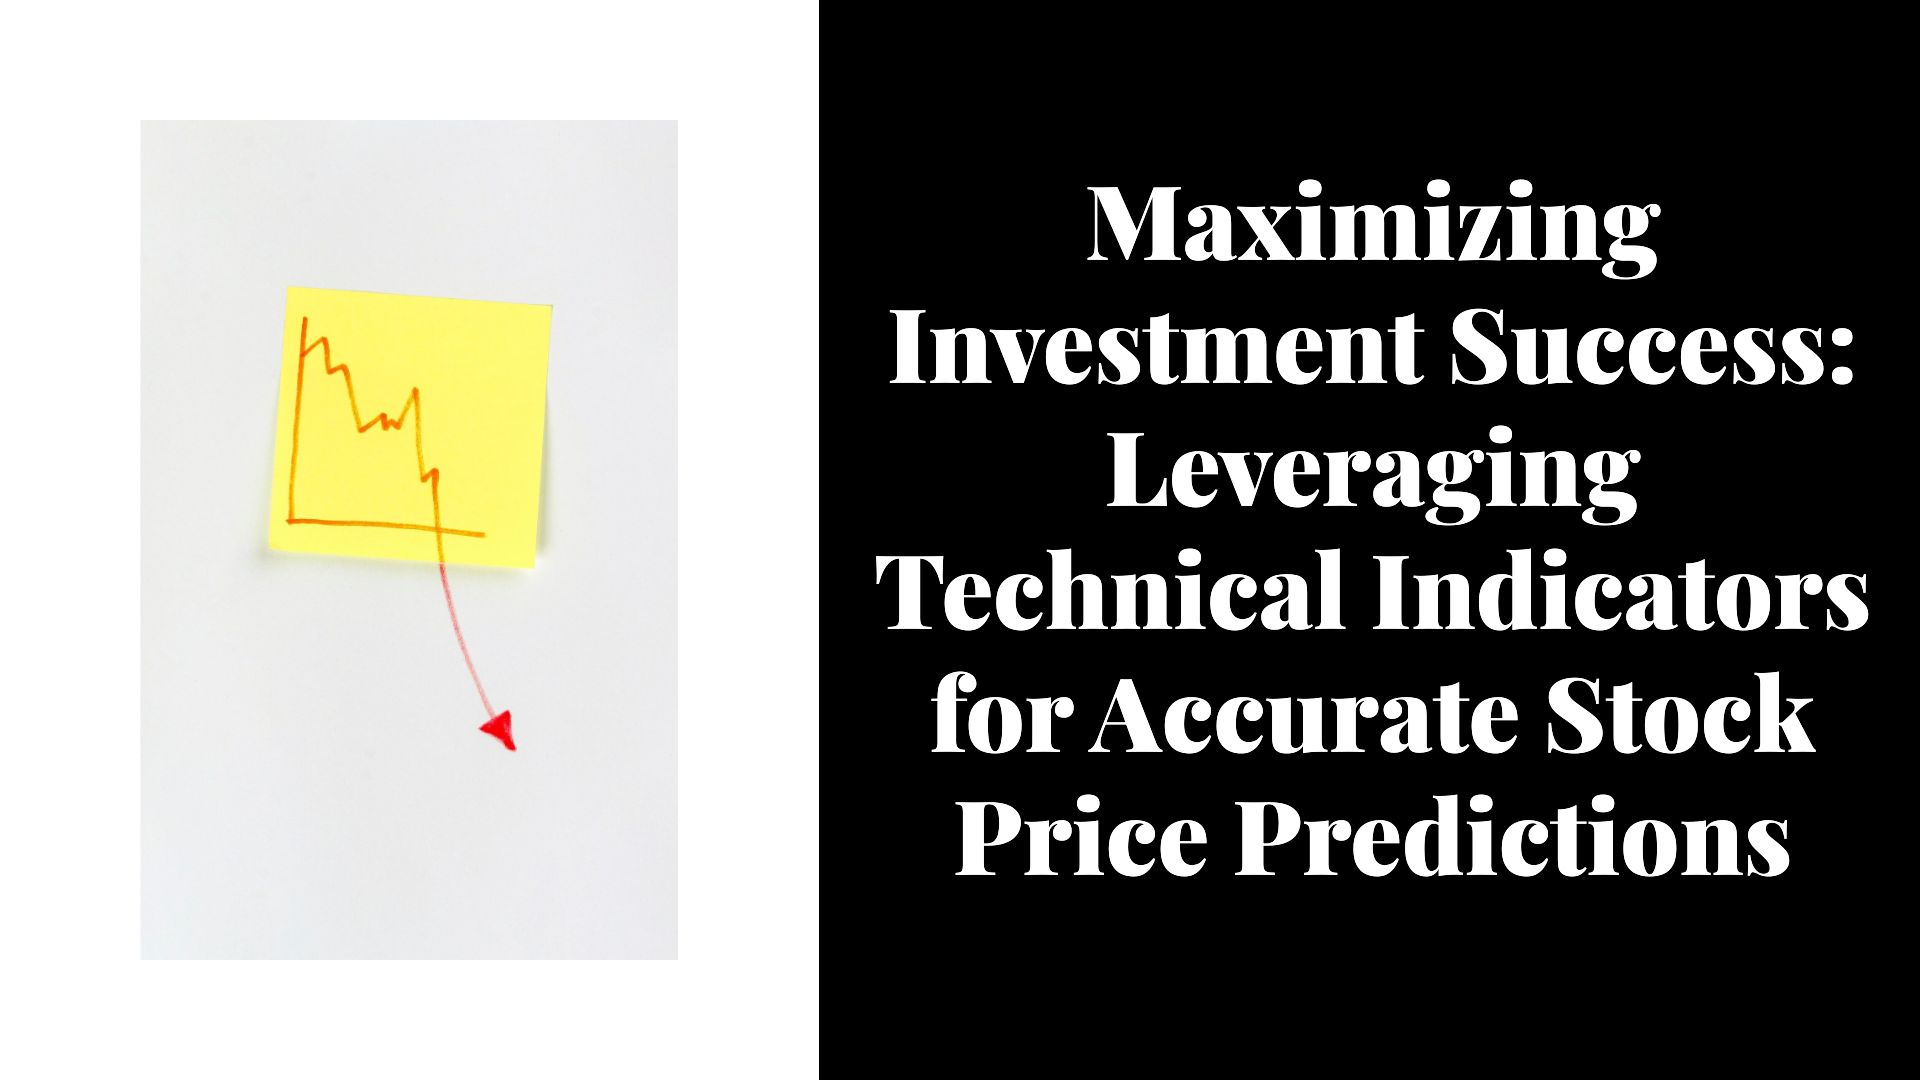 Maximizing
Investment Success:
Leveraging
Technical Indicators
for Accurate Stock
Price Predictions